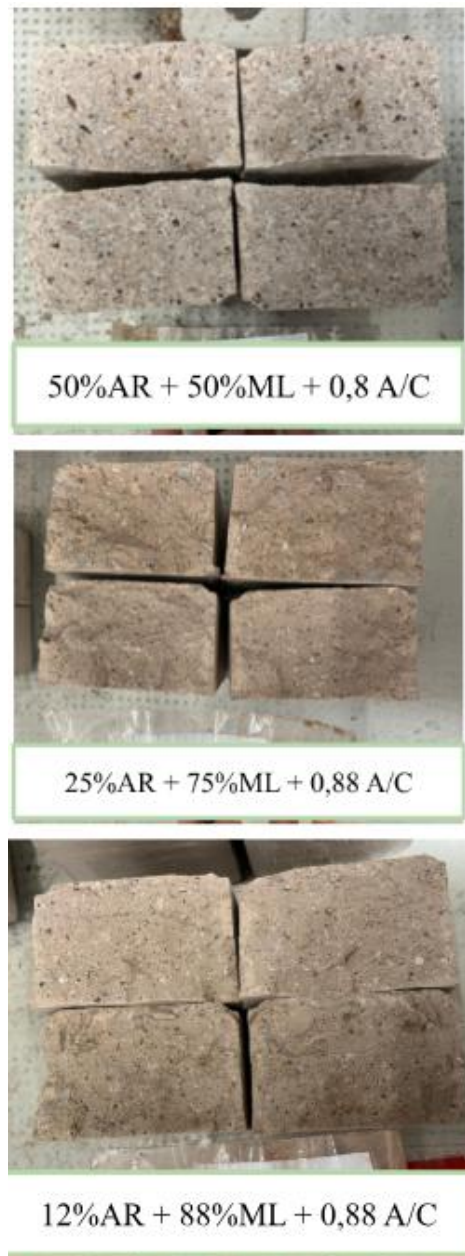 50%AR + 50%ML + 0,8 A/C
25%AR + 75%ML + 0,88 A/C
12%AR + 88%ML + 0,88 A/C